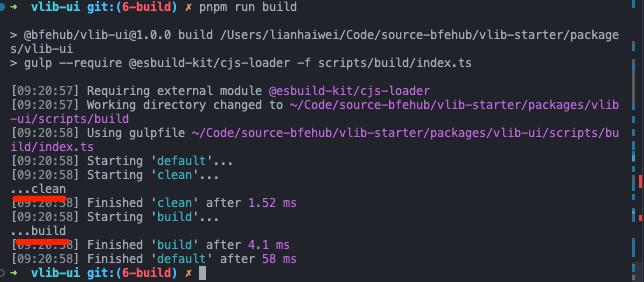 → vlib-ui git:(6-build) ✗ pnpm run build
> @bfehub/vlib-ui@1.0.0 build /Users/lianhaiwei/Code/source-bfehub/vlib-starter/package
s/vlib-ui
> gulp --require @esbuild-kit/cjs-loader -f scripts/build/index.ts
[09:20:57] Requiring external module @esbuild-kit/cjs-loader
[09:20:57] Working directory changed to ~/Code/source-bfehub/vlib-starter/packages/vlib
-ui/scripts/build
[09:20:58] Using gulpfile ~/Code/source-bfehub/vlib-starter/packages/vlib-ui/scripts/bu
ild/index.ts
[09:20:58] Starting 'default'...
[09:20:58] Starting 'clean'...
...clean
[09:20:58] Finished 'clean' after 1.52 ms
[09:20:58] Starting 'build'...
...build
[09:20:58] Finished 'build' after 4.1 ms
[09:20:58] Finished 'default' after 58 ms
→ vlib-ui git:(6-build) ✗